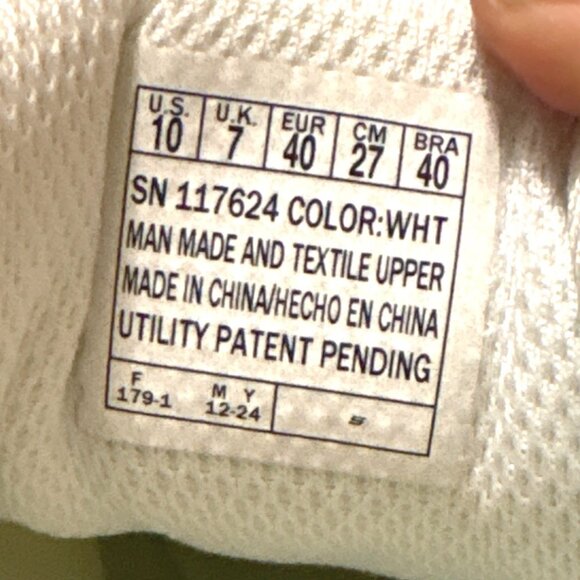 U.S. U.K. EUR CM BRA
10 7 40 27 40
SN 117624 COLOR:WHT
MAN MADE AND TEXTILE UPPER
MADE IN CHINA/HECHO EN CHINA
UTILITY PATENT PENDING
F M Y
179-1 12-24